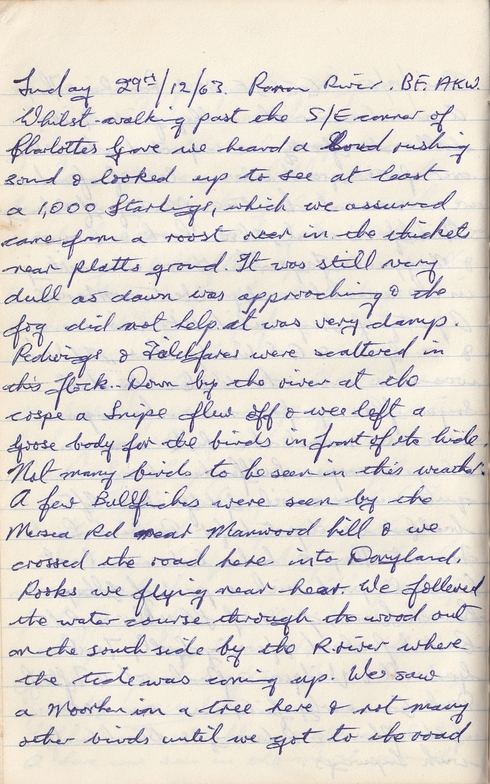 Sunday 29th/12/63. Roman River. BF. AKW.
Whilst walking past the S/E corner of
Charlottes Grove we heard a loud rushing
sond & looked up to see at least
a 1,000 Starlings, which we assumed
came from a roost near in the thickets
near Platts groud. It was still very
dull as dawn was approaching & the
fog did not help. it was very damp.
Redwings & Fieldfares were scattered in
this flock.. Down by the river at the
copse a Snipe flew off & wee left a
goose body for the birds in front of the hide.
Not many birds to be seen in this weather.
A few Bullfiches were seen by the
Mersea Rd near Manwood hill & we
crossed the road here into Donyland.
Rooks we flying near hear. We followed
the water course through the wood out
on the south side by the R.river where
the tide was coming up. We saw
a Moorhen in a tree here & not many
other birds until we got to the road